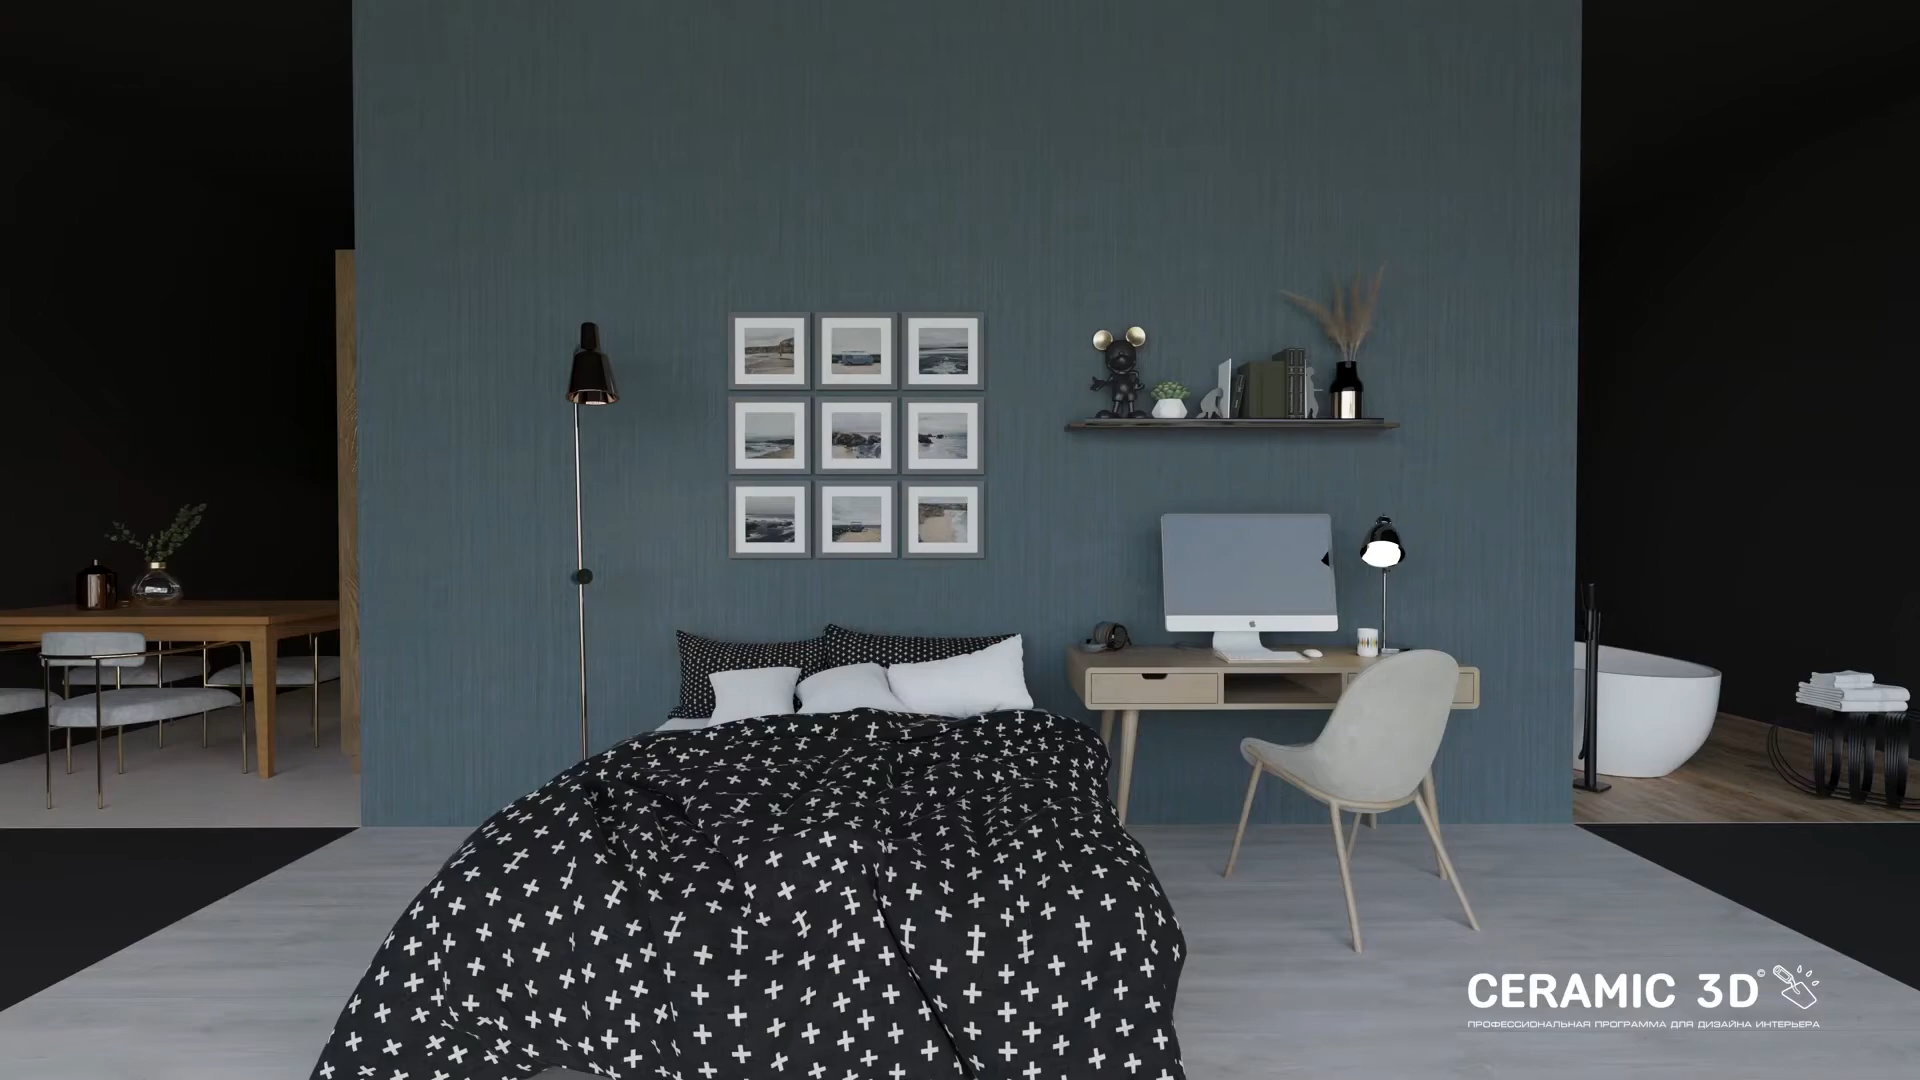 CERAMIC 3D©
ПРОФЕССИОНАЛЬНАЯ ПРОГРАММА ДЛЯ ДИЗАЙНА ИНТЕРЬЕРА